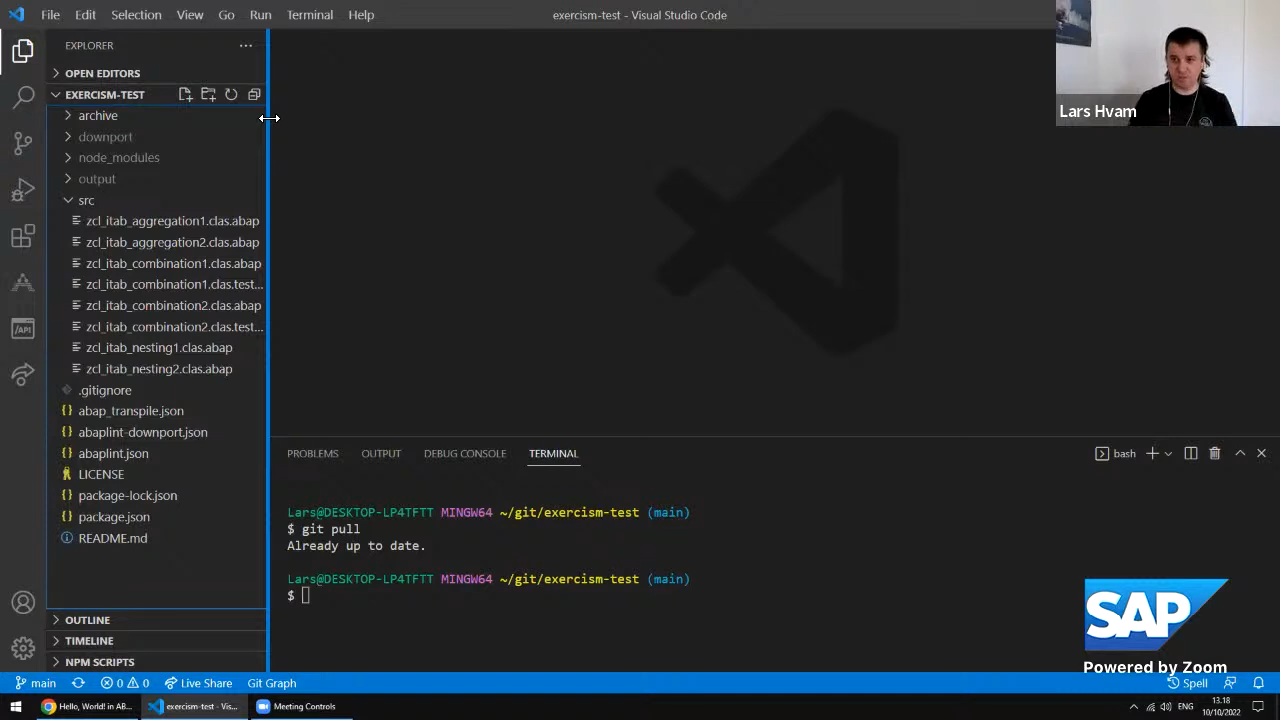 File Edit Selection View Go Run Terminal Help
exercism-test - Visual Studio Code
Lars Hvam
EXPLORER
OPEN EDITORS
EXERCISM-TEST
archive
downport
node_modules
output
src
zcl_itab_aggregation1.clas.abap
zcl_itab_aggregation2.clas.abap
zcl_itab_combination1.clas.abap
zcl_itab_combination1.clas.test...
zcl_itab_combination2.clas.abap
zcl_itab_combination2.clas.test...
zcl_itab_nesting1.clas.abap
zcl_itab_nesting2.clas.abap
.gitignore
abap_transpile.json
abaplint-downport.json
abaplint.json
LICENSE
package-lock.json
package.json
README.md
OUTLINE
TIMELINE
NPM SCRIPTS
/API
PROBLEMS OUTPUT DEBUG CONSOLE TERMINAL
bash
Lars@DESKTOP-LP4TFTT MINGW64 ~/git/exercism-test (main)
$ git pull
Already up to date.
Lars@DESKTOP-LP4TFTT MINGW64 ~/git/exercism-test (main)
$
SAP
Powered by Zoom
main 0 0 Live Share Git Graph Spell
Hello, World! in AB... exercism-test - Vis... Meeting Controls
ENG
13.18
10/10/2022